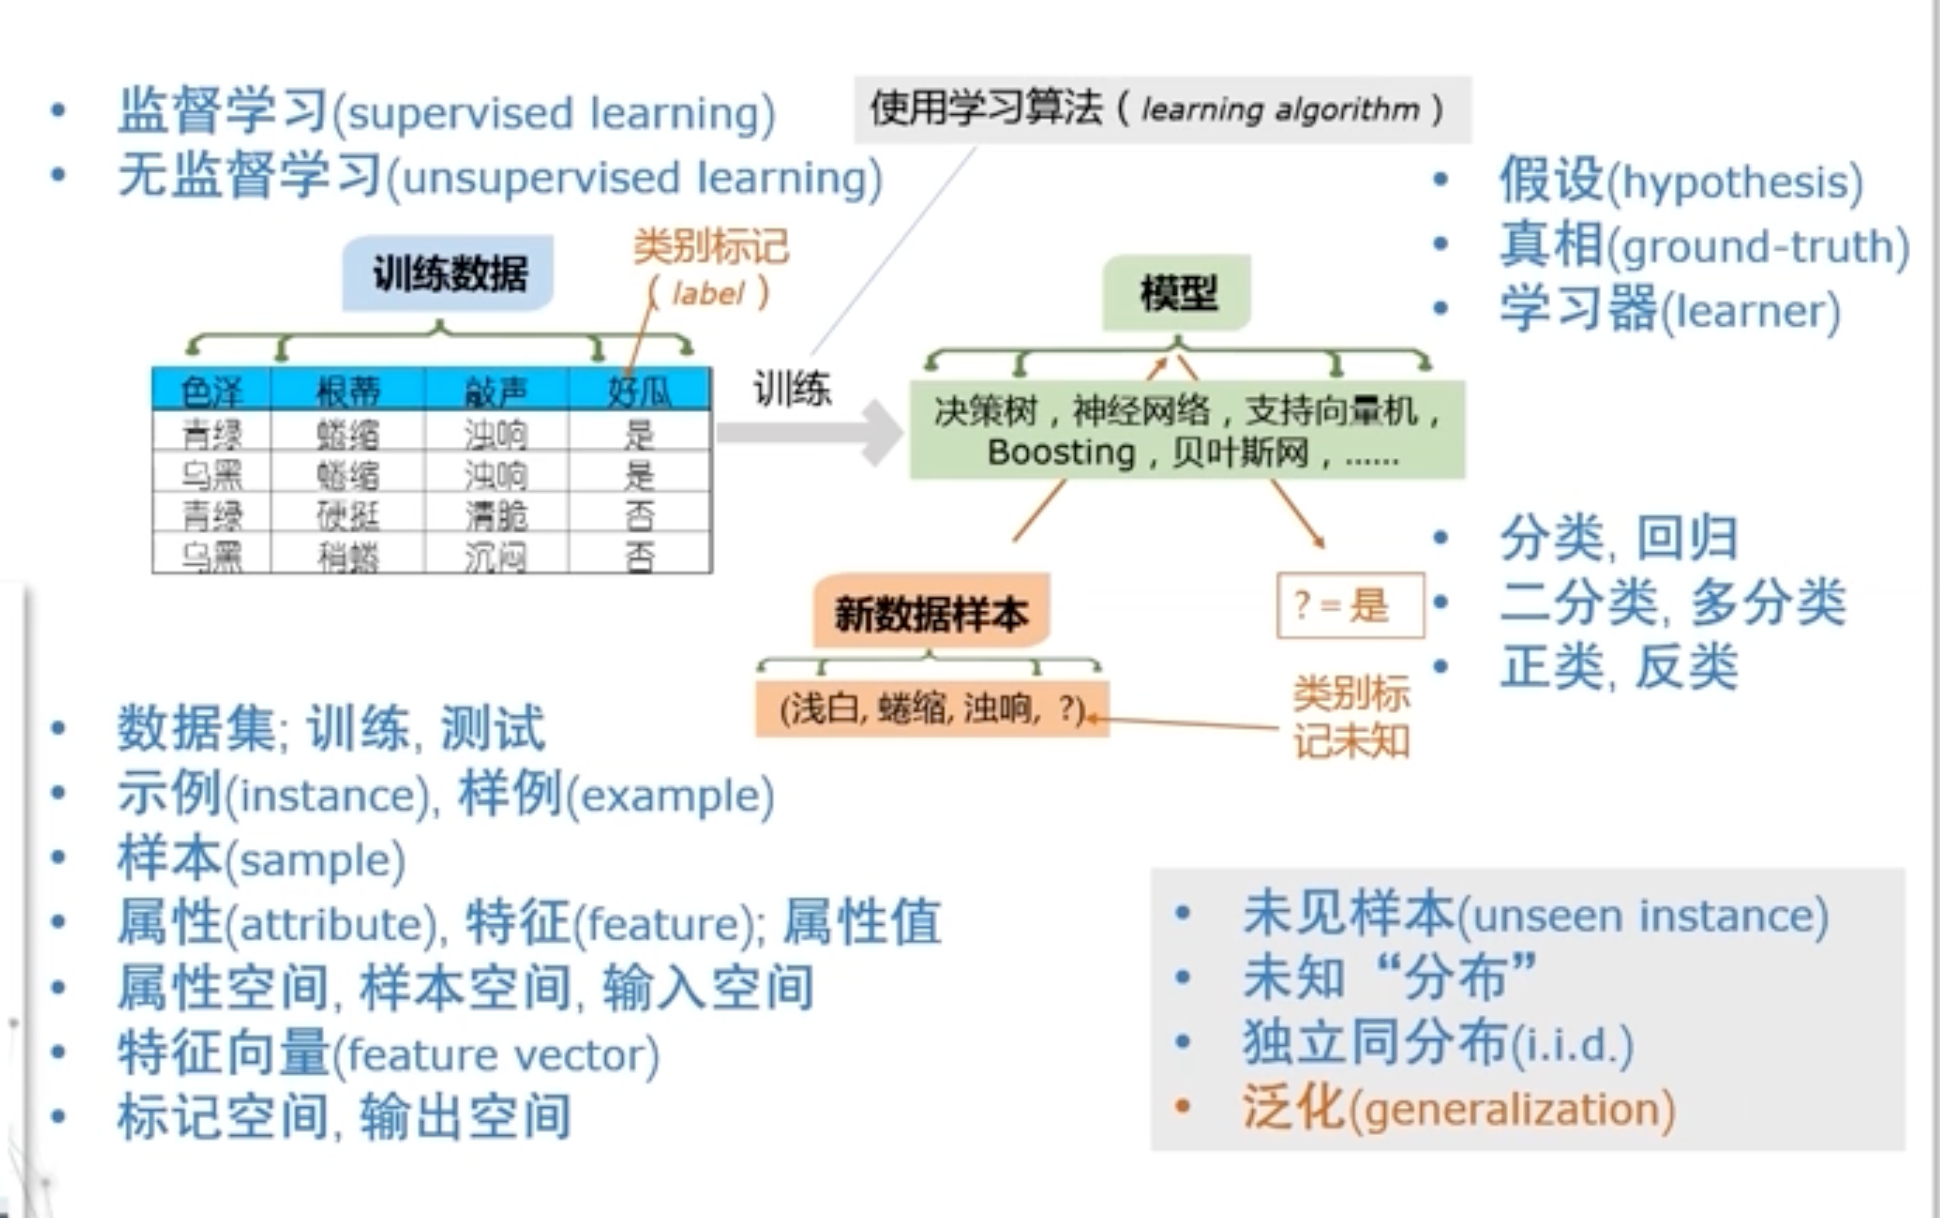 监督学习(supervised learning)
无监督学习(unsupervised learning)
使用学习算法（learning algorithm）
假设(hypothesis)
真相(ground-truth)
学习器(learner)
训练数据
类别标记
（label）
模型
色泽 根蒂 敲声 好瓜
青绿 蜷缩 浊响 是
乌黑 蜷缩 浊响 是
青绿 硬挺 清脆 否
乌黑 稍蜷 沉闷 否
训练
决策树，神经网络，支持向量机，
Boosting，贝叶斯网，……
新数据样本
(浅白, 蜷缩, 浊响, ?)
? = 是
类别标
记未知
分类, 回归
二分类, 多分类
正类, 反类
数据集; 训练, 测试
示例(instance), 样例(example)
样本(sample)
属性(attribute), 特征(feature); 属性值
属性空间, 样本空间, 输入空间
特征向量(feature vector)
标记空间, 输出空间
未见样本(unseen instance)
未知“分布”
独立同分布(i.i.d.)
泛化(generalization)